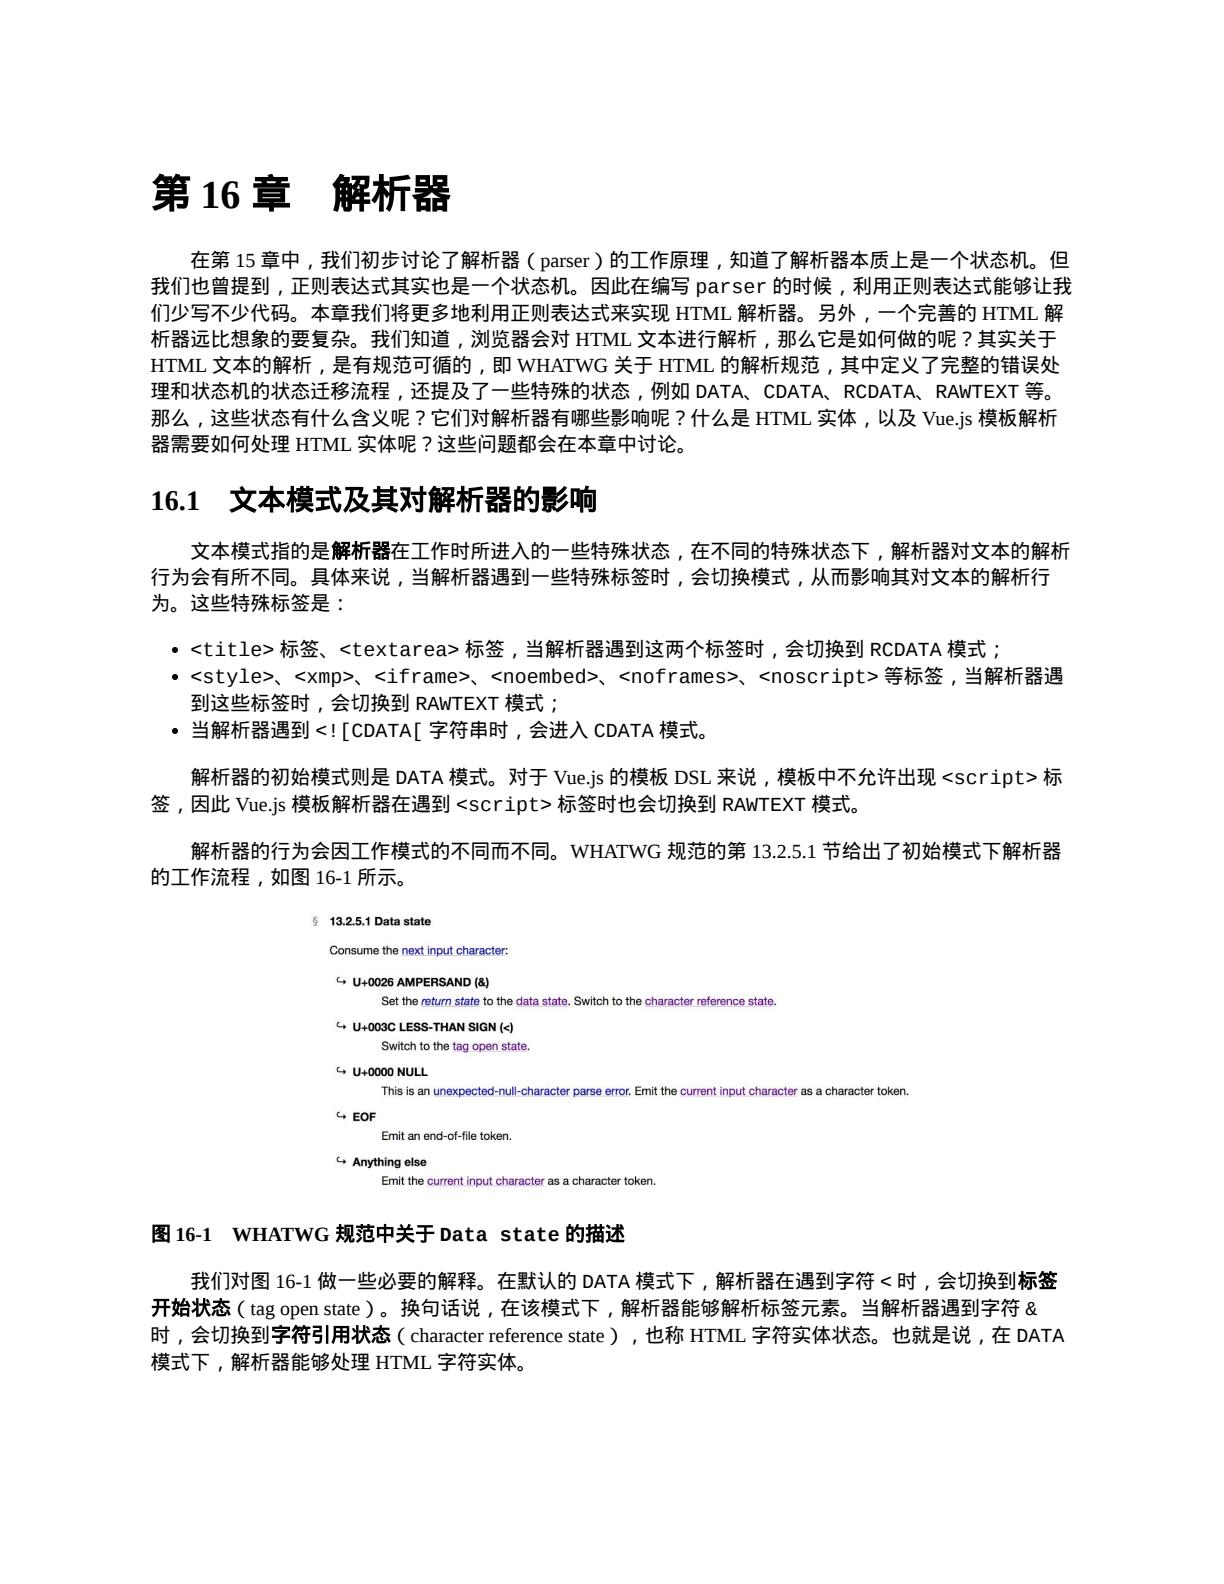 第 16 章　解析器
在第 15 章中，我们初步讨论了解析器（parser）的工作原理，知道了解析器本质上是一个状态机。但
我们也曾提到，正则表达式其实也是一个状态机。因此在编写 parser 的时候，利用正则表达式能够让我
们少写不少代码。本章我们将更多地利用正则表达式来实现 HTML 解析器。另外，一个完善的 HTML 解
析器远比想象的要复杂。我们知道，浏览器会对 HTML 文本进行解析，那么它是如何做的呢？其实关于
HTML 文本的解析，是有规范可循的，即 WHATWG 关于 HTML 的解析规范，其中定义了完整的错误处
理和状态机的状态迁移流程，还提及了一些特殊的状态，例如 DATA、CDATA、RCDATA、RAWTEXT 等。
那么，这些状态有什么含义呢？它们对解析器有哪些影响呢？什么是 HTML 实体，以及 Vue.js 模板解析
器需要如何处理 HTML 实体呢？这些问题都会在本章中讨论。
16.1　文本模式及其对解析器的影响
文本模式指的是解析器在工作时所进入的一些特殊状态，在不同的特殊状态下，解析器对文本的解析
行为会有所不同。具体来说，当解析器遇到一些特殊标签时，会切换模式，从而影响其对文本的解析行
为。这些特殊标签是：
• <title> 标签、<textarea> 标签，当解析器遇到这两个标签时，会切换到 RCDATA 模式；
• <style>、<xmp>、<iframe>、<noembed>、<noframes>、<noscript> 等标签，当解析器遇
到这些标签时，会切换到 RAWTEXT 模式；
• 当解析器遇到 <![CDATA[ 字符串时，会进入 CDATA 模式。
解析器的初始模式则是 DATA 模式。对于 Vue.js 的模板 DSL 来说，模板中不允许出现 <script> 标
签，因此 Vue.js 模板解析器在遇到 <script> 标签时也会切换到 RAWTEXT 模式。
解析器的行为会因工作模式的不同而不同。WHATWG 规范的第 13.2.5.1 节给出了初始模式下解析器
的工作流程，如图 16-1 所示。
§ 13.2.5.1 Data state
Consume the next input character:
↪ U+0026 AMPERSAND (&)
Set the return state to the data state. Switch to the character reference state.
↪ U+003C LESS-THAN SIGN (<)
Switch to the tag open state.
↪ U+0000 NULL
This is an unexpected-null-character parse error. Emit the current input character as a character token.
↪ EOF
Emit an end-of-file token.
↪ Anything else
Emit the current input character as a character token.
图 16-1　WHATWG 规范中关于 Data state 的描述
我们对图 16-1 做一些必要的解释。在默认的 DATA 模式下，解析器在遇到字符 < 时，会切换到标签
开始状态（tag open state）。换句话说，在该模式下，解析器能够解析标签元素。当解析器遇到字符 &
时，会切换到字符引用状态（character reference state），也称 HTML 字符实体状态。也就是说，在 DATA
模式下，解析器能够处理 HTML 字符实体。